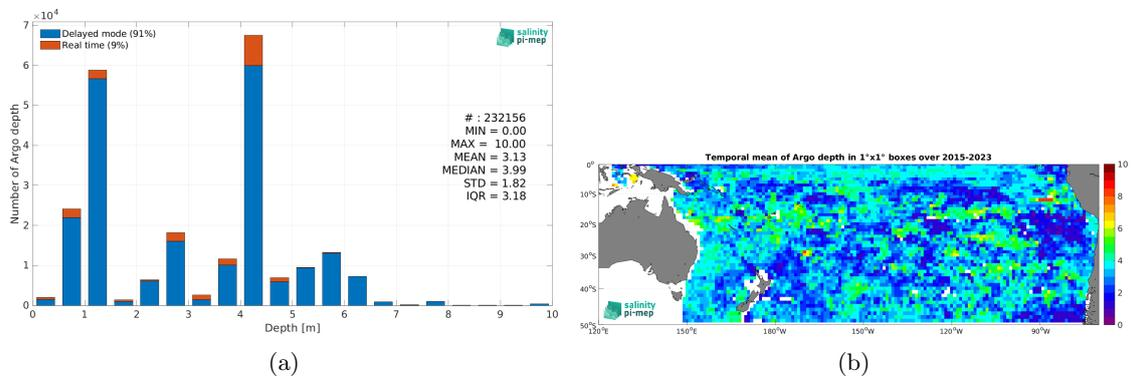 ×10⁴
7
6
5
4
3
2
1
0
Number of Argo depth
Delayed mode (91%)
Real time (9%)
salinity
pi-mep
# : 232156
MIN = 0.00
MAX = 10.00
MEAN = 3.13
MEDIAN = 3.99
STD = 1.82
IQR = 3.18
0 1 2 3 4 5 6 7 8 9 10
Depth [m]
(a)
Temporal mean of Argo depth in 1°x1° boxes over 2015-2023
0°
10°S
20°S
30°S
40°S
50°S
salinity
pi-mep
120°E 150°E 180°W 150°W 120°W 90°W
10
8
6
4
2
0
(b)